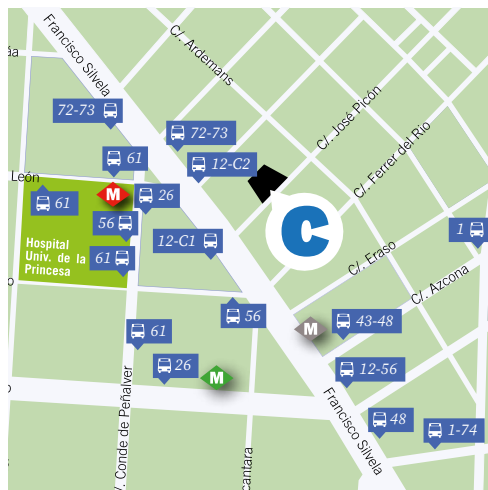 Francisco Silvela
C/. Ardemans
72-73
72-73
C/. José Picón
C/. Ferrer del Rio
61
12-C2
León
M
26
61
56
C
12-C1
1
Hospital
Univ. de la
Princesa
61
C/. Eraso
C/. Azcona
56
M
43-48
61
26
M
12-56
Francisco Silvela
48
1-74
/. Conde de Peñalver
cantara